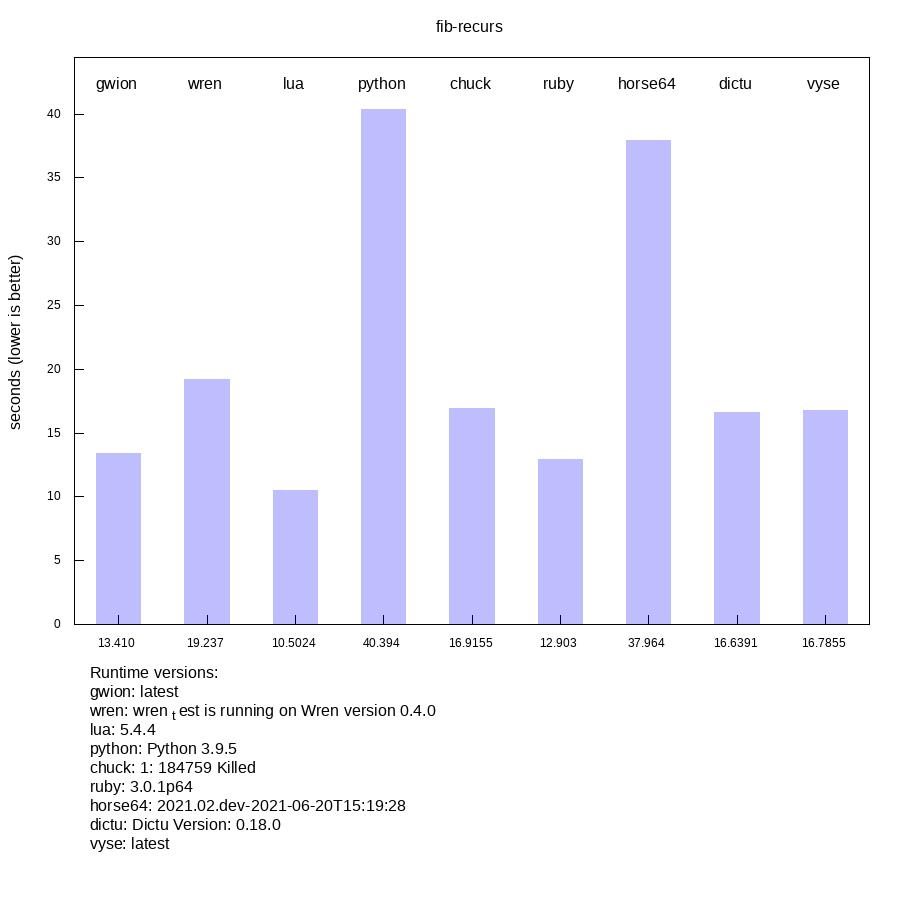 fib-recurs
gwion wren lua python chuck ruby horse64 dictu vyse
seconds (lower is better)
40
35
30
25
20
15
10
5
0
13.410 19.237 10.5024 40.394 16.9155 12.903 37.964 16.6391 16.7855
Runtime versions:
gwion: latest
wren: wren t est is running on Wren version 0.4.0
lua: 5.4.4
python: Python 3.9.5
chuck: 1: 184759 Killed
ruby: 3.0.1p64
horse64: 2021.02.dev-2021-06-20T15:19:28
dictu: Dictu Version: 0.18.0
vyse: latest